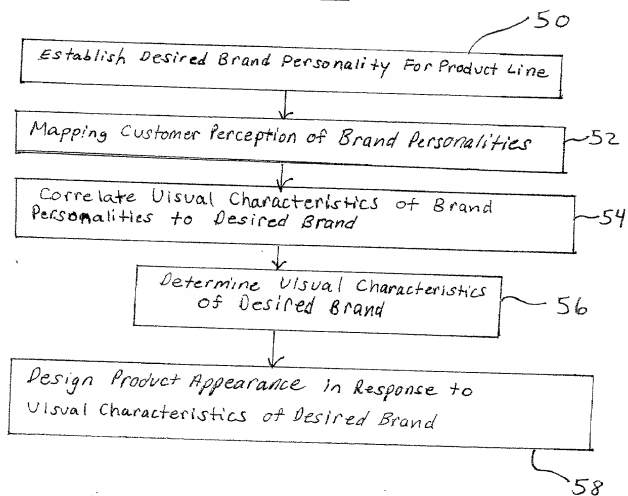 50
Establish Desired Brand Personality For Product Line
Mapping Customer Perception of Brand Personalities
52
Correlate Visual Characteristics of Brand
Personalities to Desired Brand
54
Determine Visual Characteristics
of Desired Brand
56
Design Product Appearance in Response to
Visual Characteristics of Desired Brand
58